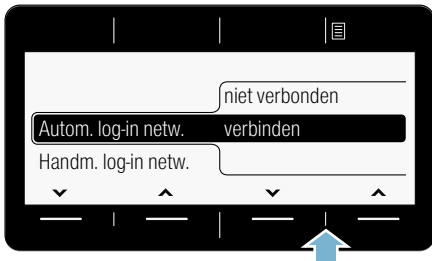 niet verbonden
Autom. log-in netw. verbinden
Handm. log-in netw.